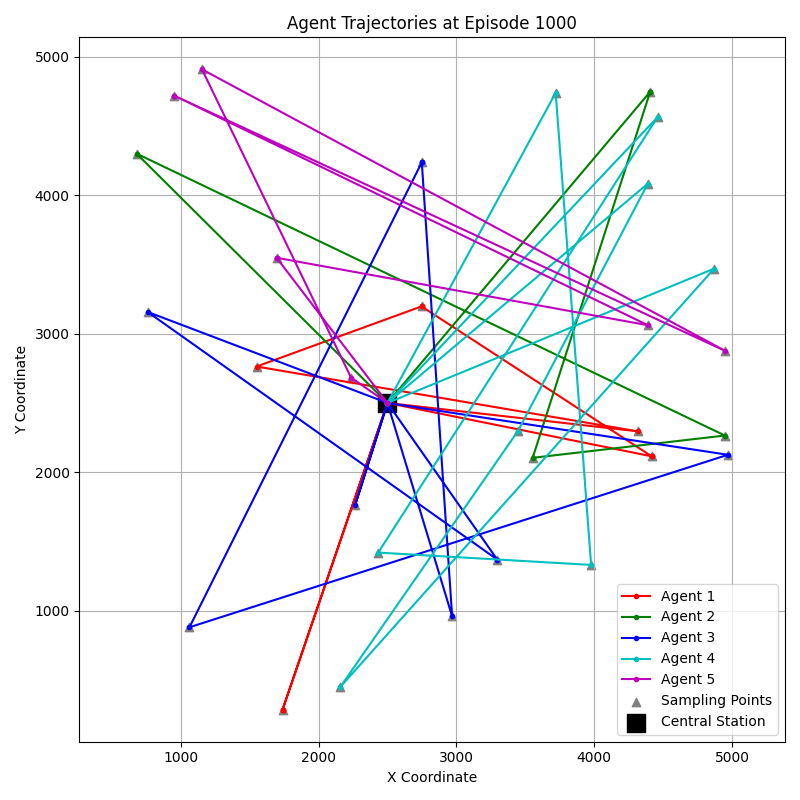 Agent Trajectories at Episode 1000
5000
4000
3000
2000
1000
Y Coordinate
Agent 1
Agent 2
Agent 3
Agent 4
Agent 5
Sampling Points
Central Station
1000 2000 3000 4000 5000
X Coordinate